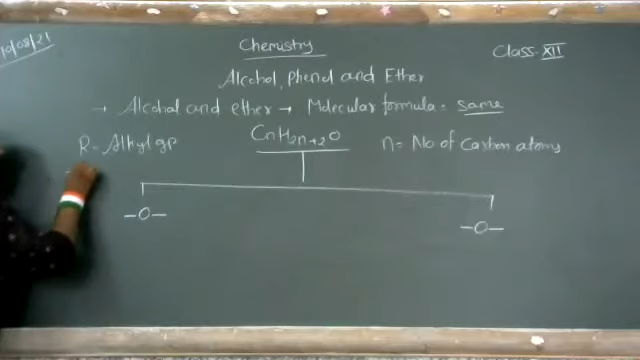 10/08/21
Chemistry
Class-XII
Alcohol, Phenol and Ether
→ Alcohol and ether → Molecular formula = same
R = Alkyl gp
CnH2n+2O
n = No of Carbon atoms
-O-
-O-